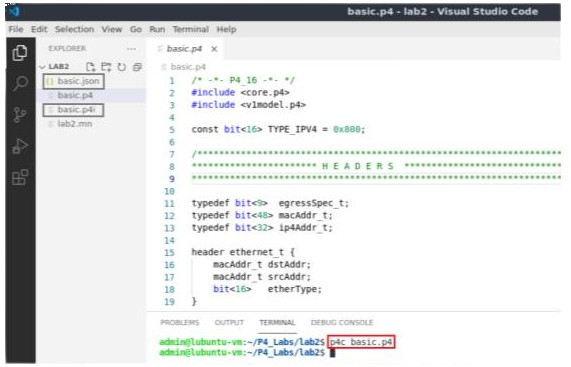 basic.p4 - lab2 - Visual Studio Code
File Edit Selection View Go Run Terminal Help
EXPLORER ...
basic.p4 ×
LAB2
basic.p4
{} basic.json
basic.p4
basic.p4i
lab2.mn
1 /* -*- P4_16 -*- */
2 #include <core.p4>
3 #include <v1model.p4>
4
5 const bit<16> TYPE_IPV4 = 0x800;
6
7 /*************************************************************
8 *********************** H E A D E R S ************************
9 **************************************************************
10
11 typedef bit<9> egressSpec_t;
12 typedef bit<48> macAddr_t;
13 typedef bit<32> ip4Addr_t;
14
15 header ethernet_t {
16 macAddr_t dstAddr;
17 macAddr_t srcAddr;
18 bit<16> etherType;
19 }
PROBLEMS OUTPUT TERMINAL DEBUG CONSOLE
admin@lubuntu-vm:~/P4_Labs/lab2$ p4c basic.p4
admin@lubuntu-vm:~/P4_Labs/lab2$